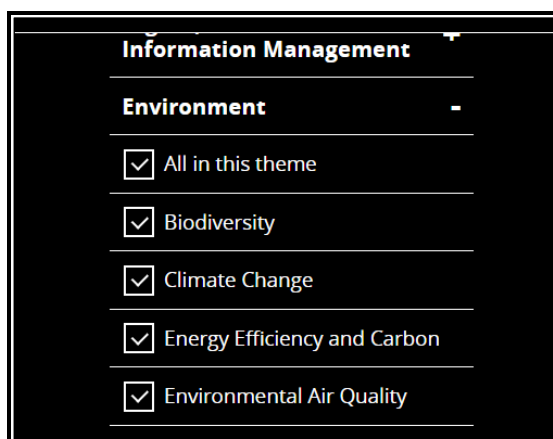 Information Management +
Environment -
All in this theme
Biodiversity
Climate Change
Energy Efficiency and Carbon
Environmental Air Quality